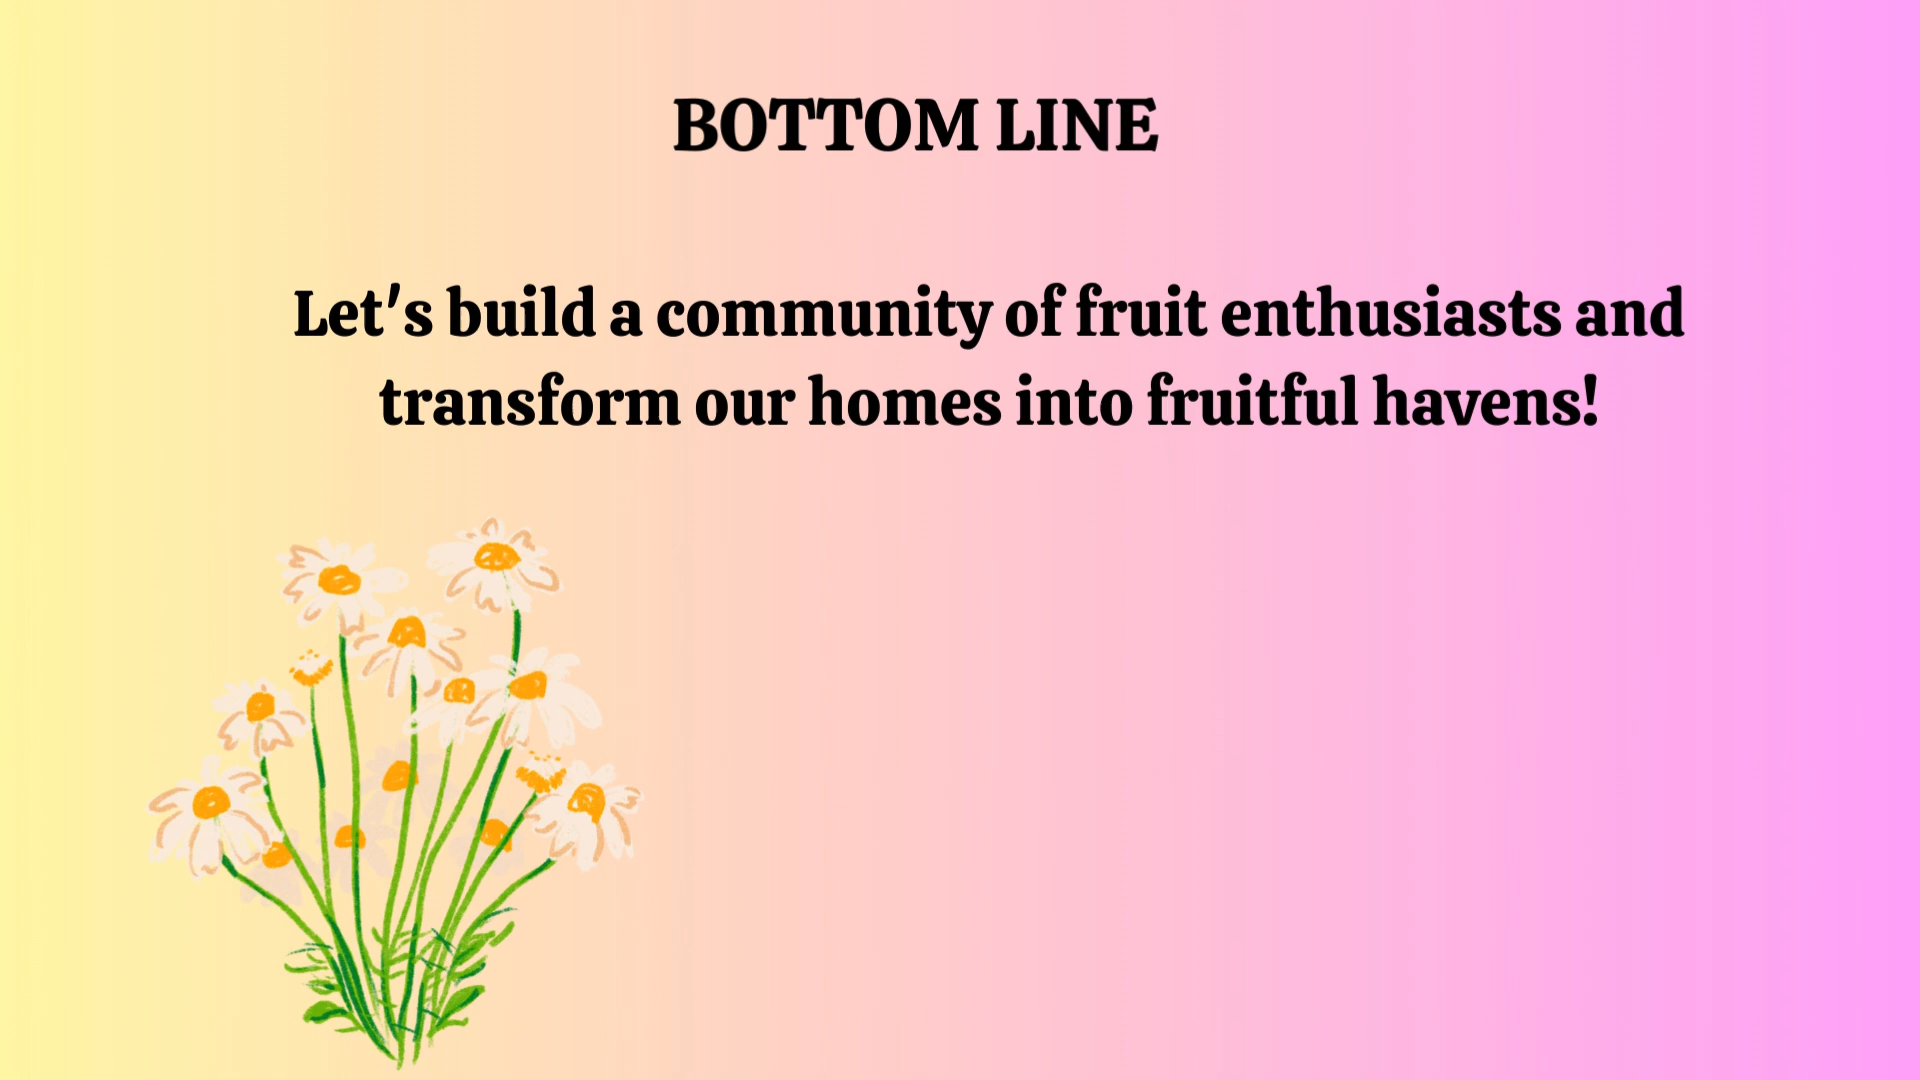 BOTTOM LINE
Let's build a community of fruit enthusiasts and
transform our homes into fruitful havens!